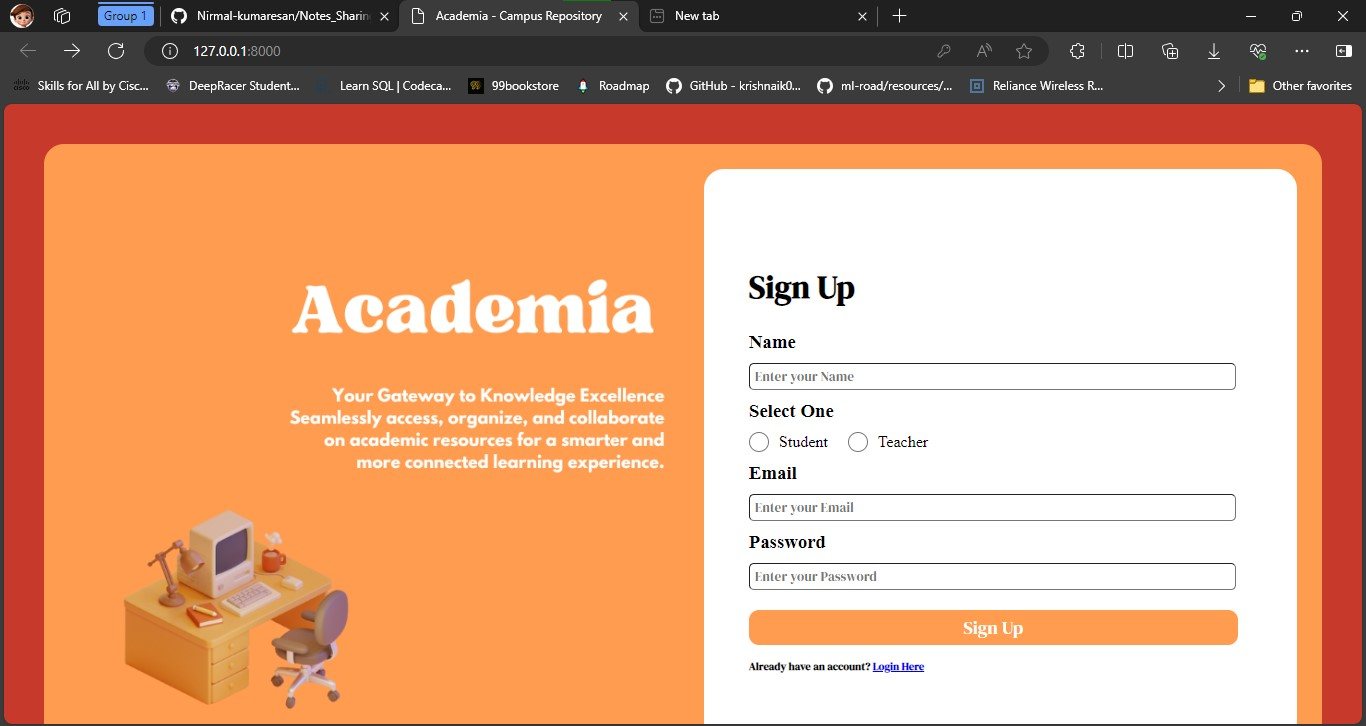 Group 1
Nirmal-kumaresan/Notes_Sharin
Academia - Campus Repository
New tab
127.0.0.1:8000
Skills for All by Cisc...
DeepRacer Student...
Learn SQL | Codeca...
99bookstore
Roadmap
GitHub - krishnaik0...
ml-road/resources/...
Reliance Wireless R...
Other favorites
Academia
Your Gateway to Knowledge Excellence
Seamlessly access, organize, and collaborate
on academic resources for a smarter and
more connected learning experience.
Sign Up
Name
Enter your Name
Select One
Student Teacher
Email
Enter your Email
Password
Enter your Password
Sign Up
Already have an account? Login Here